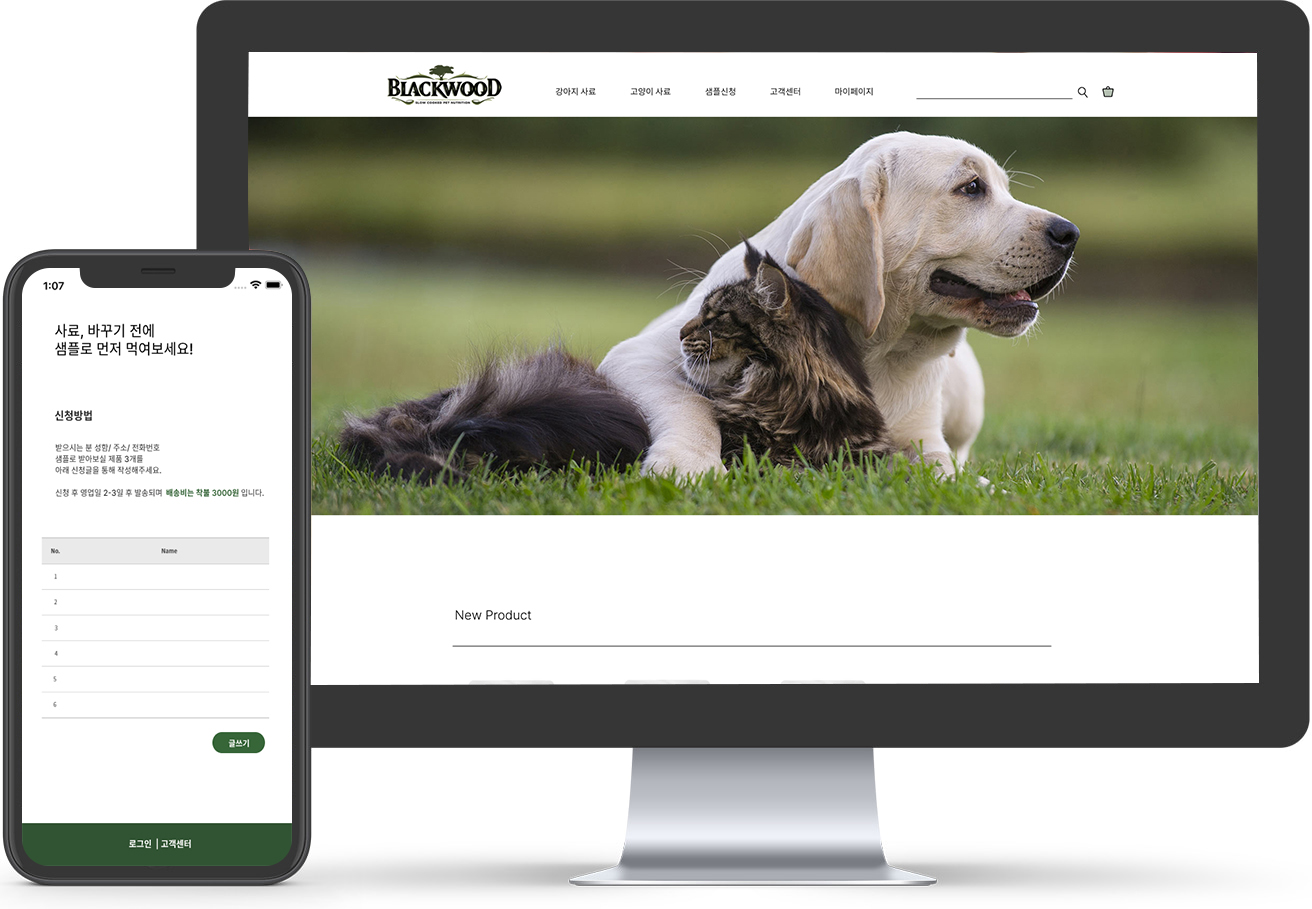 BLACKWOOD
SLOW COOKED PET NUTRITION
강아지 사료
고양이 사료
샘플신청
고객센터
마이페이지
New Product
1:07
사료, 바꾸기 전에
샘플로 먼저 먹여보세요!
신청방법
받으시는 분 성함/ 주소/ 전화번호
샘플로 받아보실 제품 3개를
아래 신청글을 통해 작성해주세요.
신청 후 영업일 2-3일 후 발송되며 배송비는 착불 3000원 입니다.
No. Name
1
2
3
4
5
6
글쓰기
로그인 | 고객센터